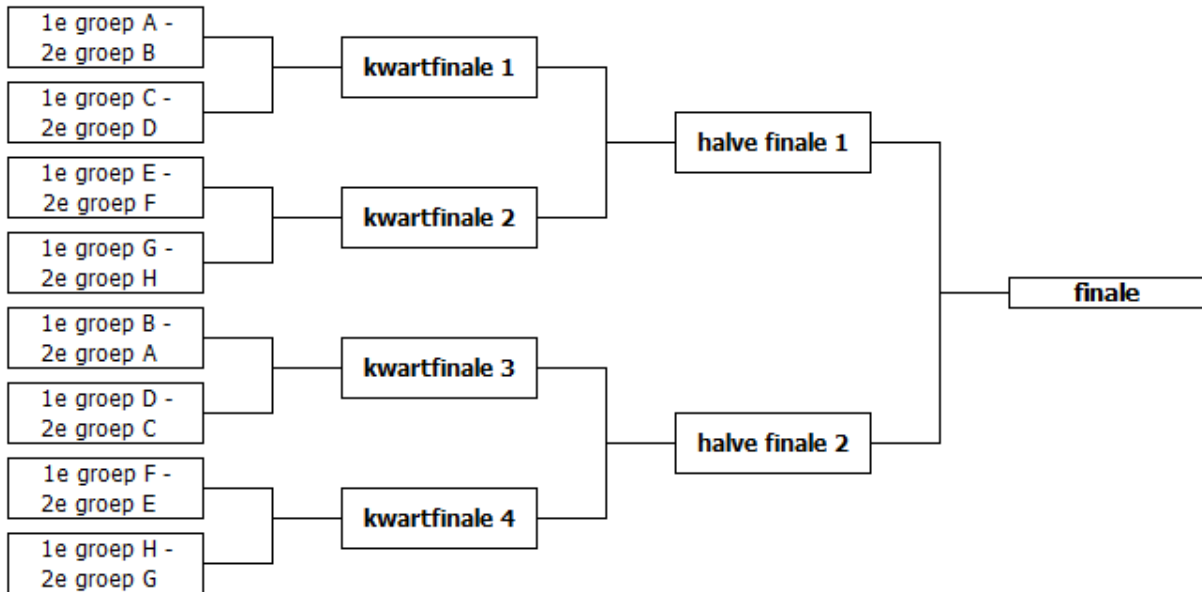 1e groep A -
2e groep B
1e groep C -
2e groep D
1e groep E -
2e groep F
1e groep G -
2e groep H
1e groep B -
2e groep A
1e groep D -
2e groep C
1e groep F -
2e groep E
1e groep H -
2e groep G
kwartfinale 1
kwartfinale 2
kwartfinale 3
kwartfinale 4
halve finale 1
halve finale 2
finale